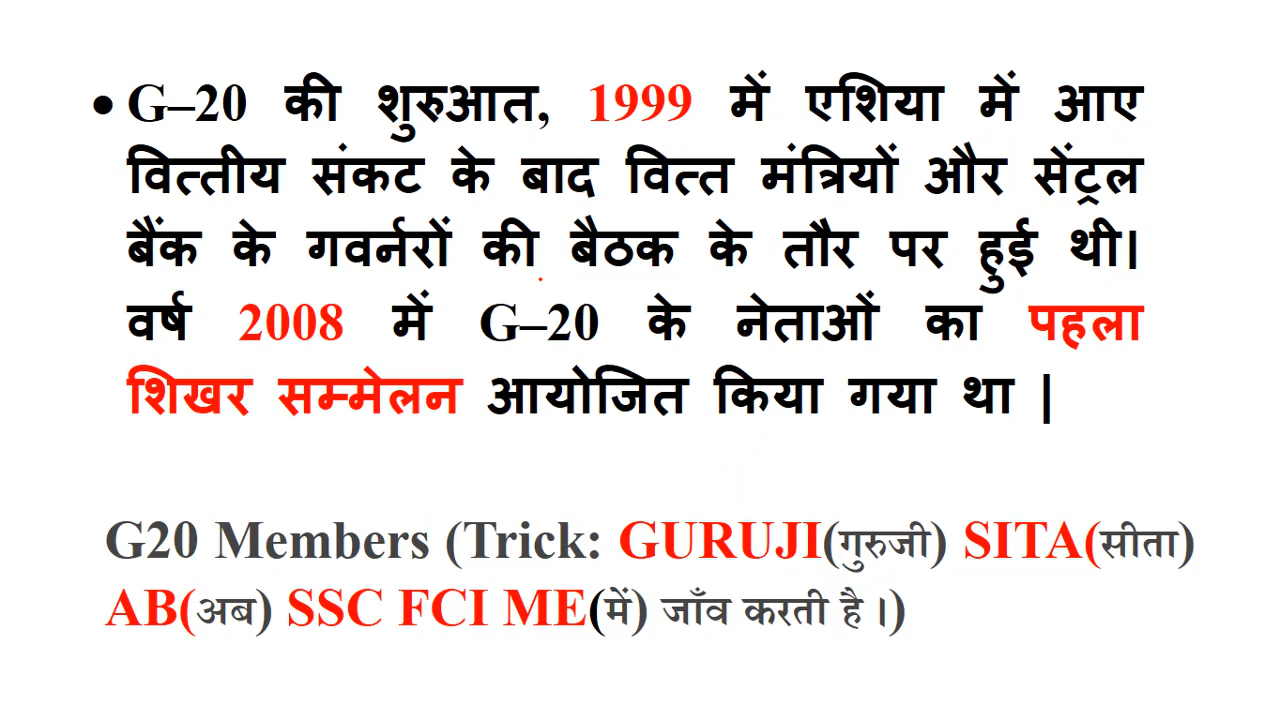 • G–20 की शुरुआत, 1999 में एशिया में आए
वित्तीय संकट के बाद वित्त मंत्रियों और सेंट्रल
बैंक के गवर्नरों की बैठक के तौर पर हुई थी।
वर्ष 2008 में G–20 के नेताओं का पहला
शिखर सम्मेलन आयोजित किया गया था |
G20 Members (Trick: GURUJI(गुरुजी) SITA(सीता)
AB(अब) SSC FCI ME(में) जाँव करती है ।)